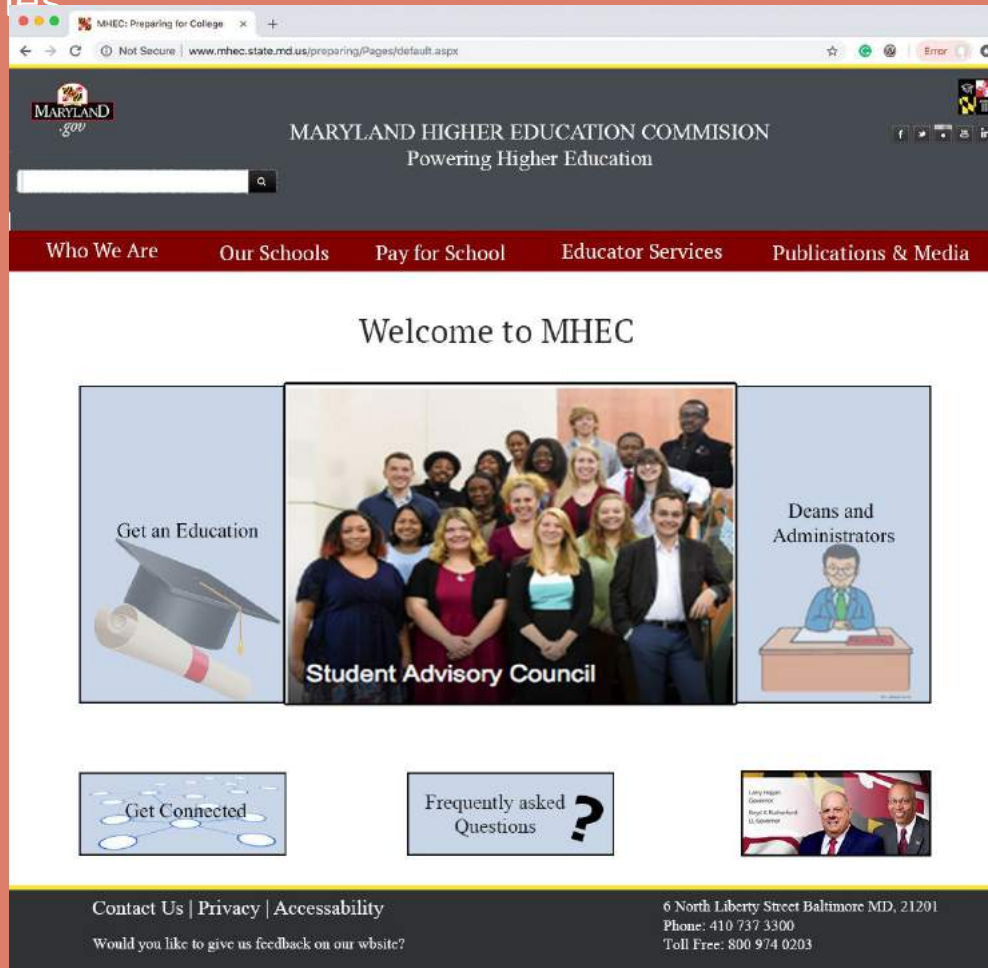 MHEC: Preparing for College
Not Secure | www.mhec.state.md.us/preparing/Pages/default.aspx
Error
MARYLAND
.gov
MARYLAND HIGHER EDUCATION COMMISION
Powering Higher Education
Who We Are Our Schools Pay for School Educator Services Publications & Media
Welcome to MHEC
Get an Education
Student Advisory Council
Deans and
Administrators
Get Connected
Frequently asked
Questions
?
Larry Hogan
Governor
Boyd K Rutherford
Lt. Governor
Contact Us | Privacy | Accessability
Would you like to give us feedback on our wbsite?
6 North Liberty Street Baltimore MD, 21201
Phone: 410 737 3300
Toll Free: 800 974 0203